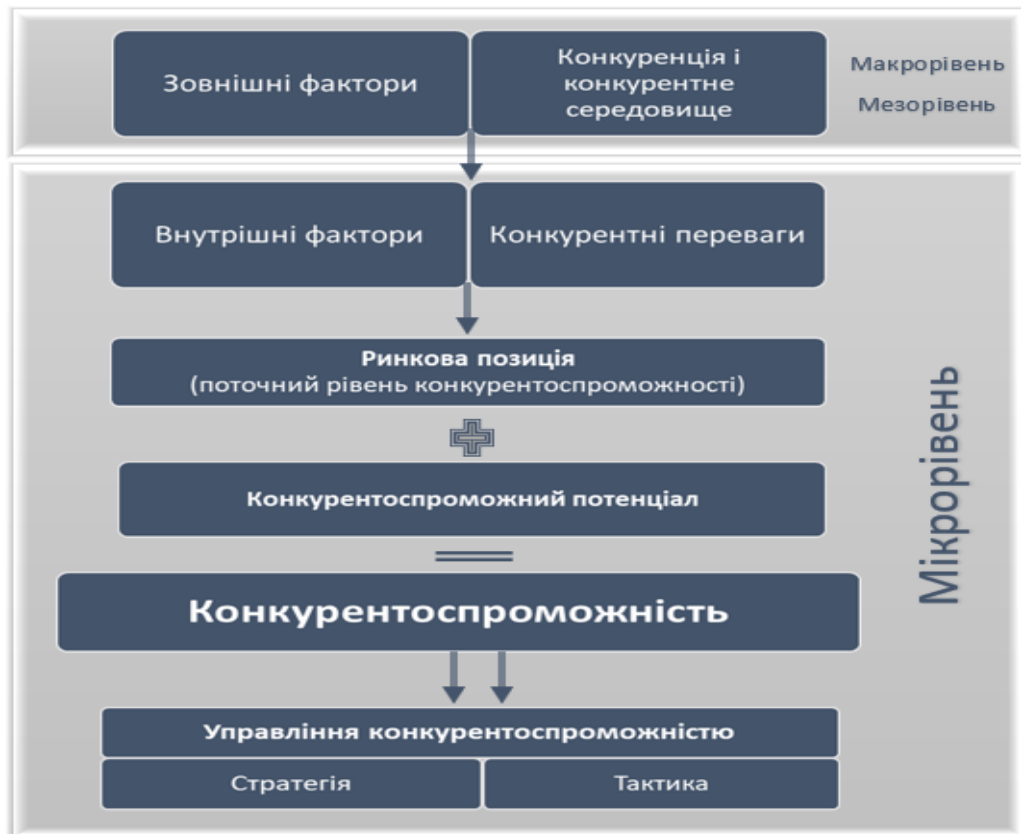 Зовнішні фактори
Конкуренція і
конкурентне
середовище
Макрорівень
Мезорівень
Внутрішні фактори
Конкурентні переваги
Ринкова позиція
(поточний рівень конкурентоспроможності)
Конкурентоспроможний потенціал
Конкурентоспроможність
Мікрорівень
Управління конкурентоспроможністю
Стратегія
Тактика